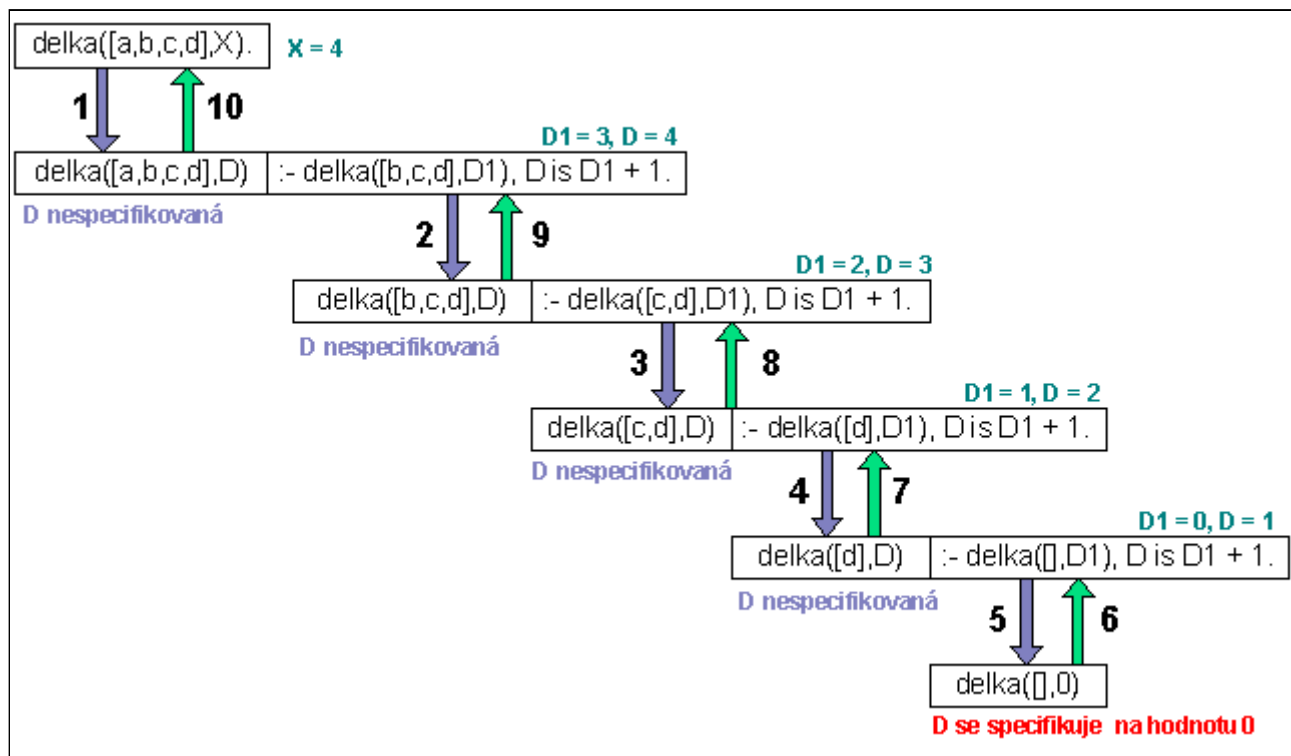 delka([a,b,c,d],X). X = 4
1 10
D1 = 3, D = 4
delka([a,b,c,d],D) :- delka([b,c,d],D1), D is D1 + 1.
D nespecifikovaná
2 9
D1 = 2, D = 3
delka([b,c,d],D) :- delka([c,d],D1), D is D1 + 1.
D nespecifikovaná
3 8
D1 = 1, D = 2
delka([c,d],D) :- delka([d],D1), D is D1 + 1.
D nespecifikovaná
4 7
D1 = 0, D = 1
delka([d],D) :- delka([],D1), D is D1 + 1.
D nespecifikovaná
5 6
delka([],0)
D se specifikuje na hodnotu 0